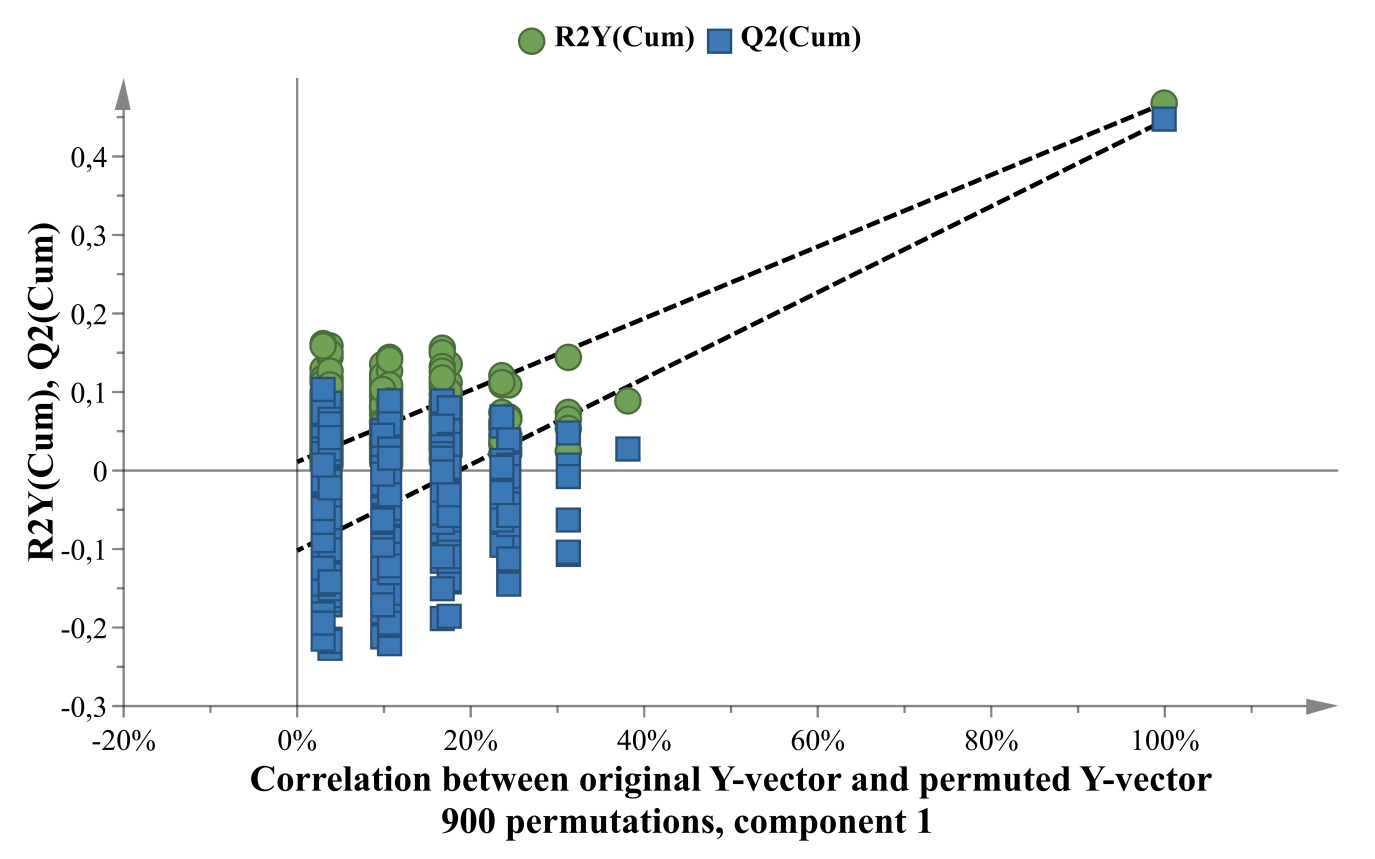 R2Y(Cum) Q2(Cum)
R2Y(Cum), Q2(Cum)
0,4
0,3
0,2
0,1
0
-0,1
-0,2
-0,3
-20% 0% 20% 40% 60% 80% 100%
Correlation between original Y-vector and permuted Y-vector
900 permutations, component 1